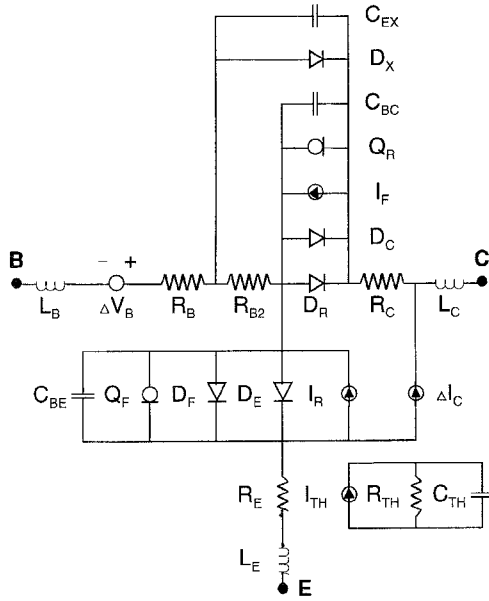 C_EX
D_X
C_BC
Q_R
I_F
D_C
B
C
− +
L_B ΔV_B R_B R_B2 D_R R_C L_C
C_BE Q_F D_F D_E I_R ΔI_C
R_E I_TH R_TH C_TH
L_E
E